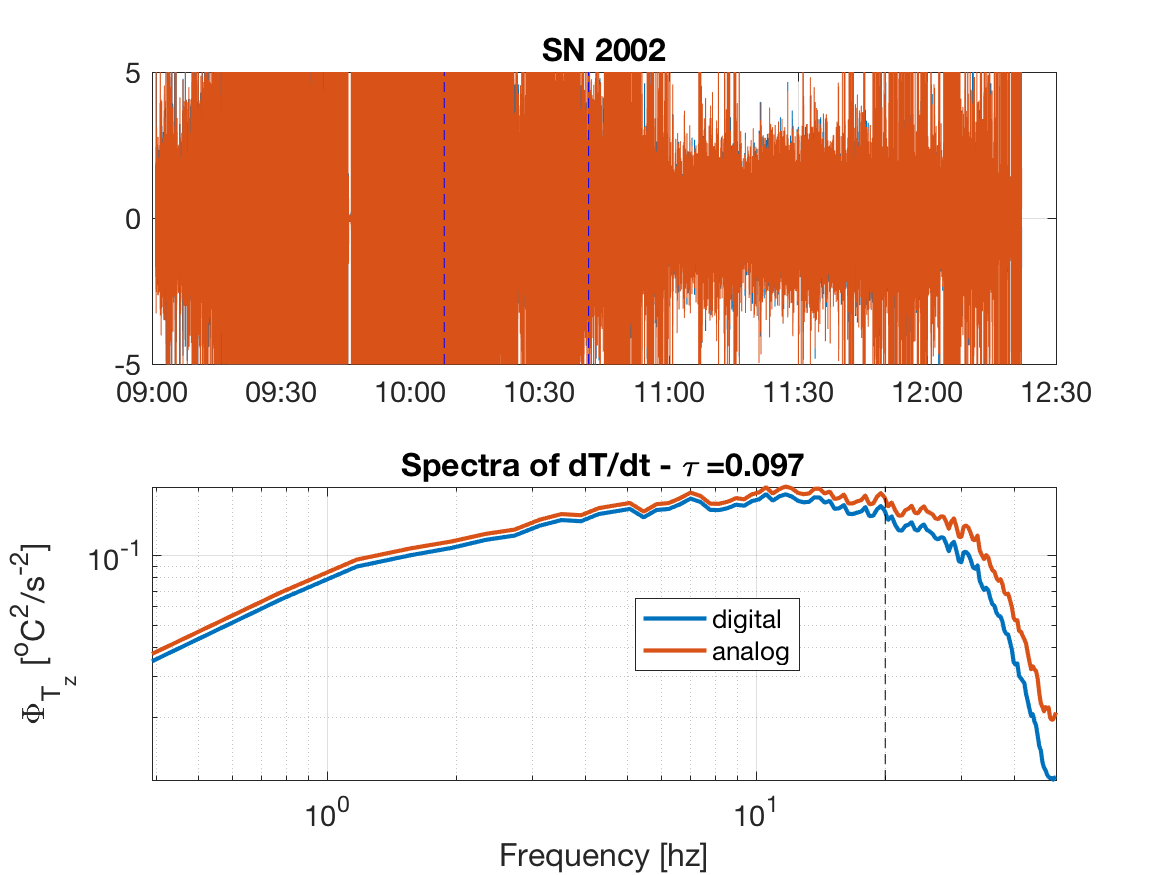 SN 2002
5
0
-5
09:00 09:30 10:00 10:30 11:00 11:30 12:00 12:30
Spectra of dT/dt - τ =0.097
10⁻¹
Φ_T_z [°C²/s⁻²]
digital
analog
10⁰ 10¹
Frequency [hz]